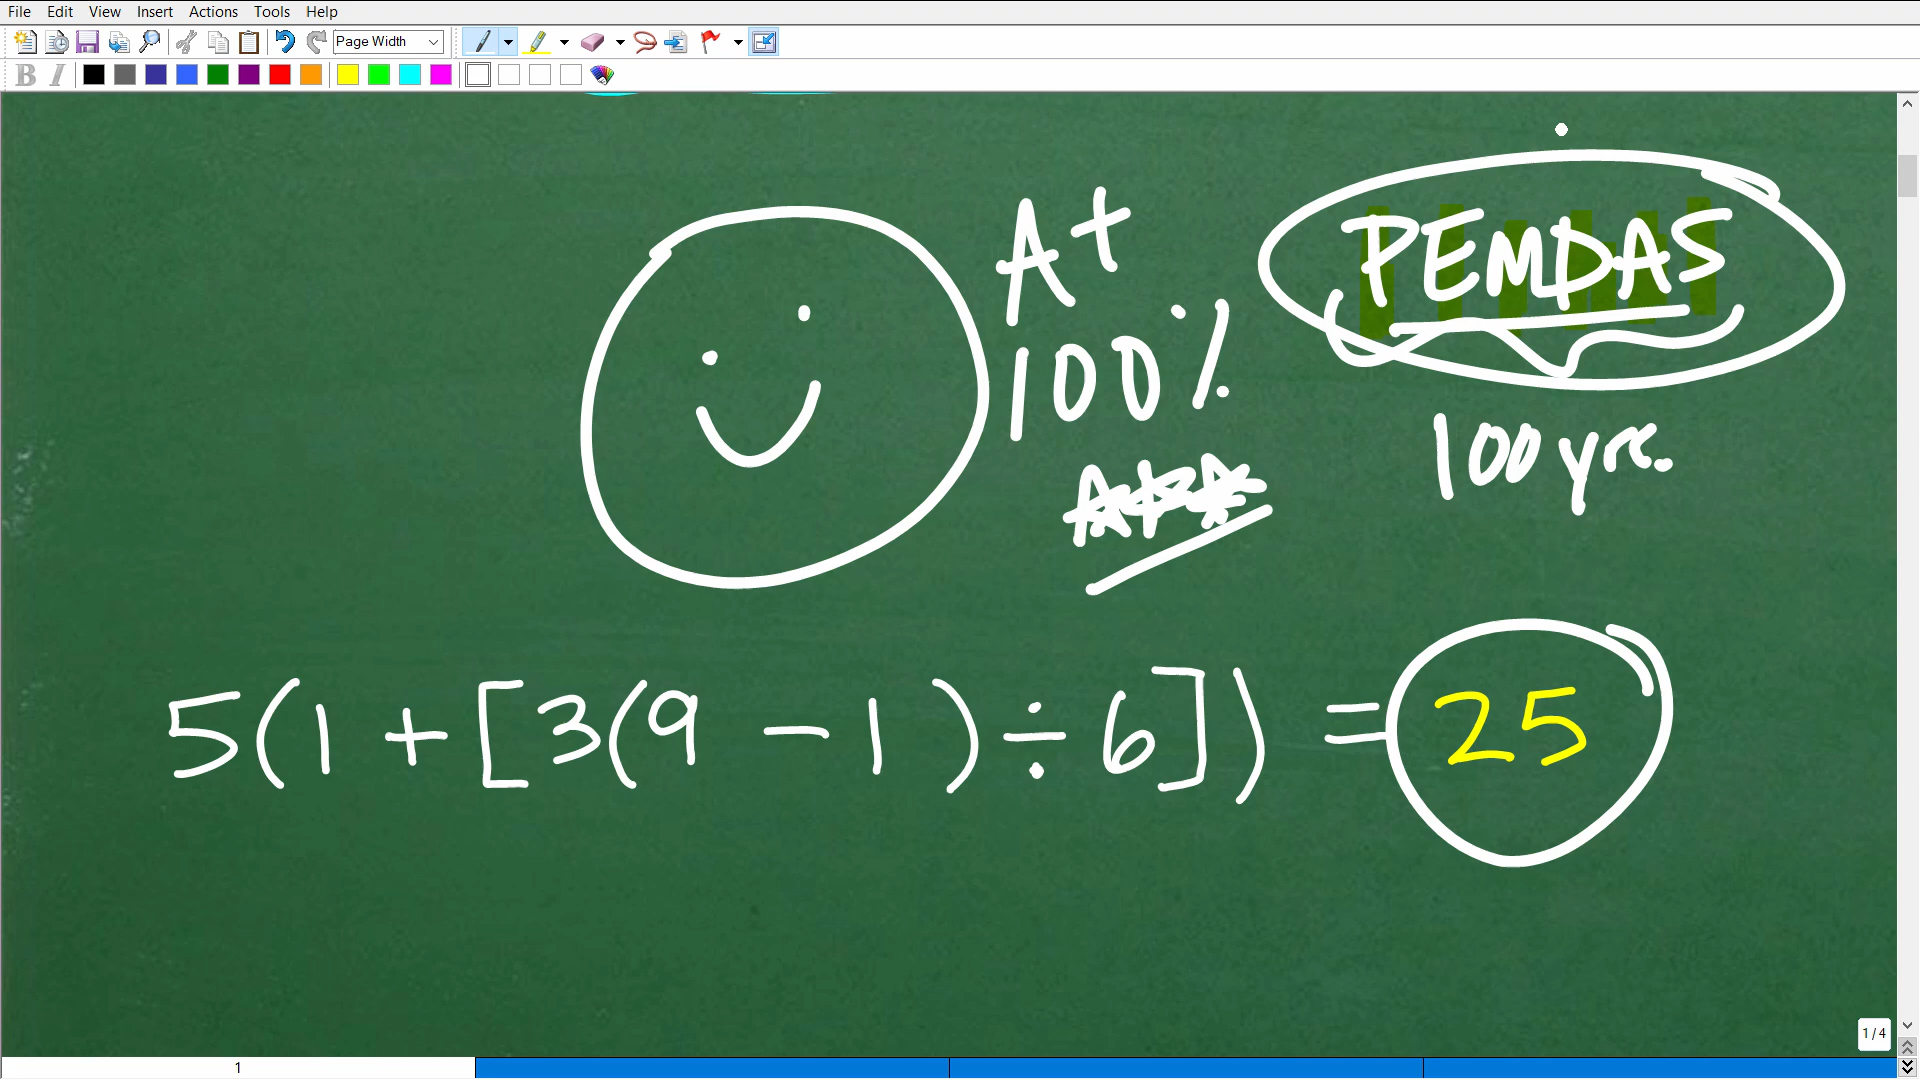 File Edit View Insert Actions Tools Help
Page Width
B I
A+
100%
PEMDAS
100 yrs.
5(1 + [3(9 - 1) ÷ 6]) = 25
1 / 4
1